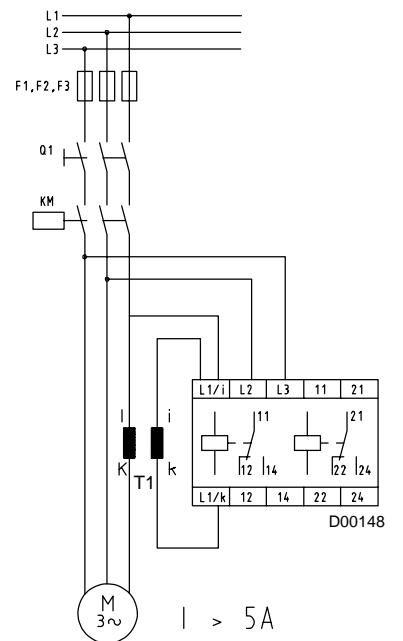 L1
L2
L3
F1,F2,F3
Q1
KM
L1/i L2 L3 11 21
11 21
12 14 22 24
L1/k 12 14 22 24
D00148
l i
K k
T1
M
3~
I > 5A